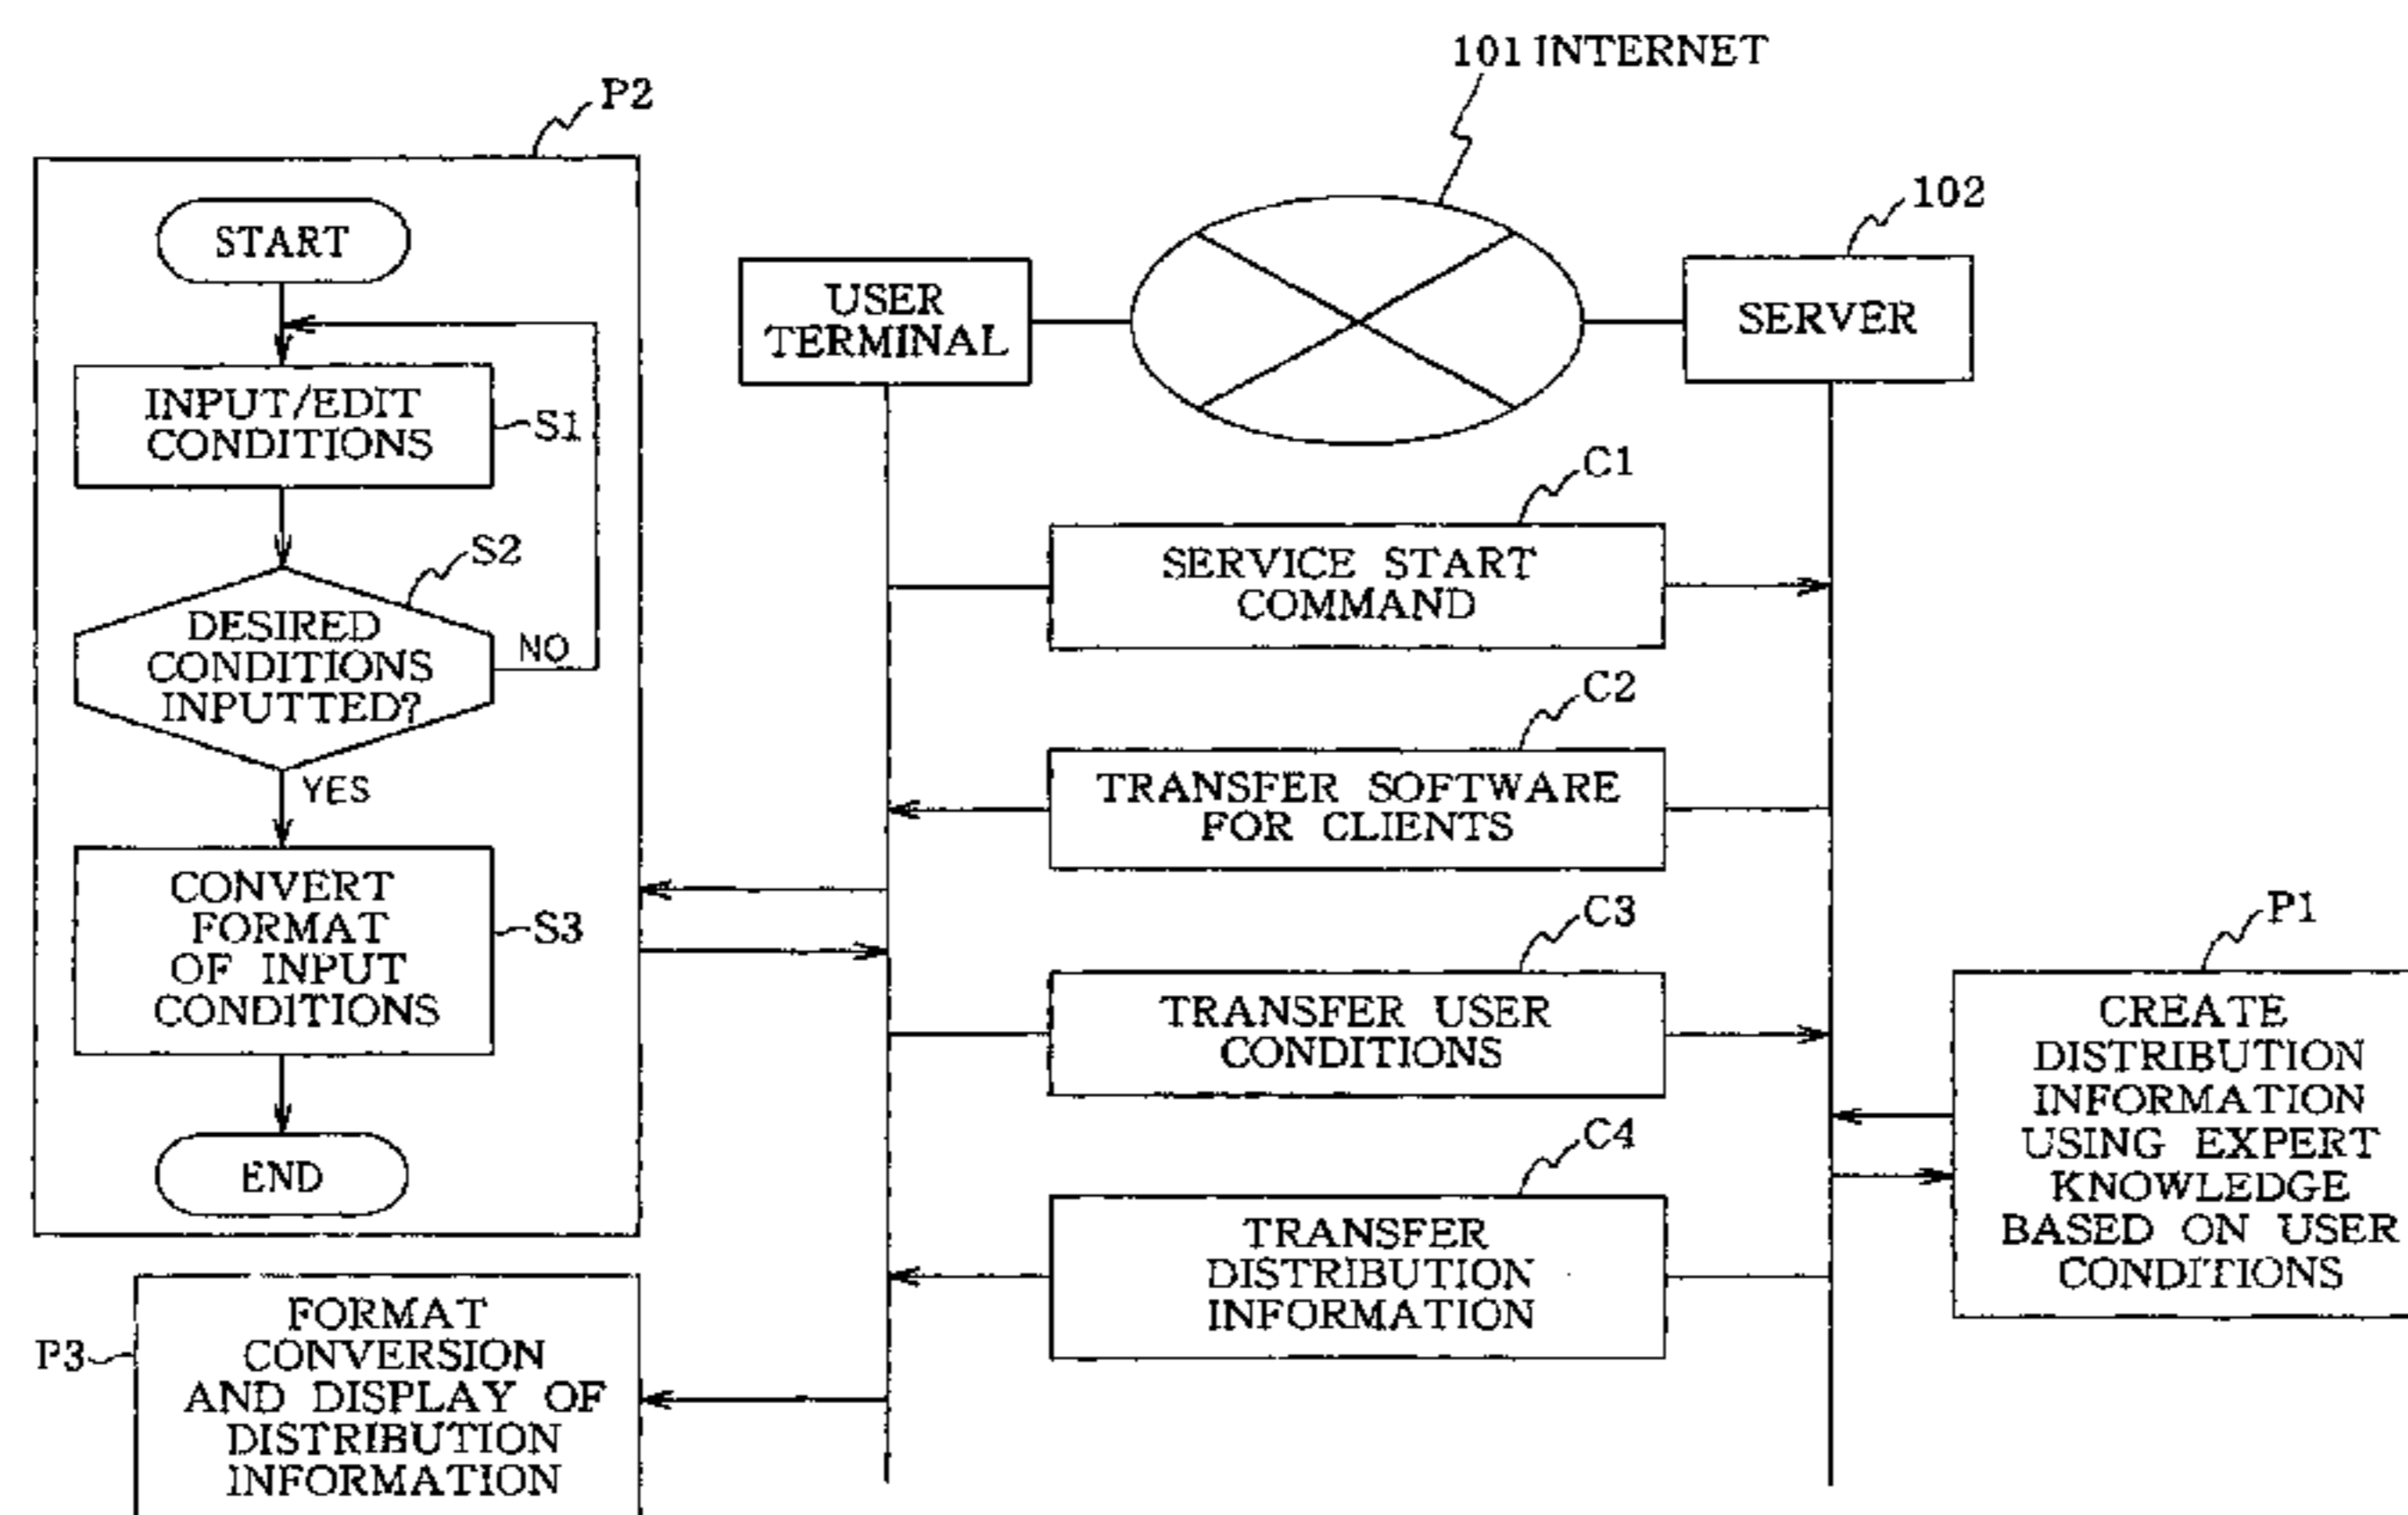 101 INTERNET
P2
102
START
USER
TERMINAL
SERVER
INPUT/EDIT
CONDITIONS
S1
C1
S2
SERVICE START
COMMAND
DESIRED
CONDITIONS
INPUTTED?
NO
YES
C2
TRANSFER SOFTWARE
FOR CLIENTS
CONVERT
FORMAT
OF INPUT
CONDITIONS
S3
C3
TRANSFER USER
CONDITIONS
P1
CREATE
DISTRIBUTION
INFORMATION
USING EXPERT
KNOWLEDGE
BASED ON USER
CONDITIONS
END
C4
TRANSFER
DISTRIBUTION
INFORMATION
P3
FORMAT
CONVERSION
AND DISPLAY OF
DISTRIBUTION
INFORMATION